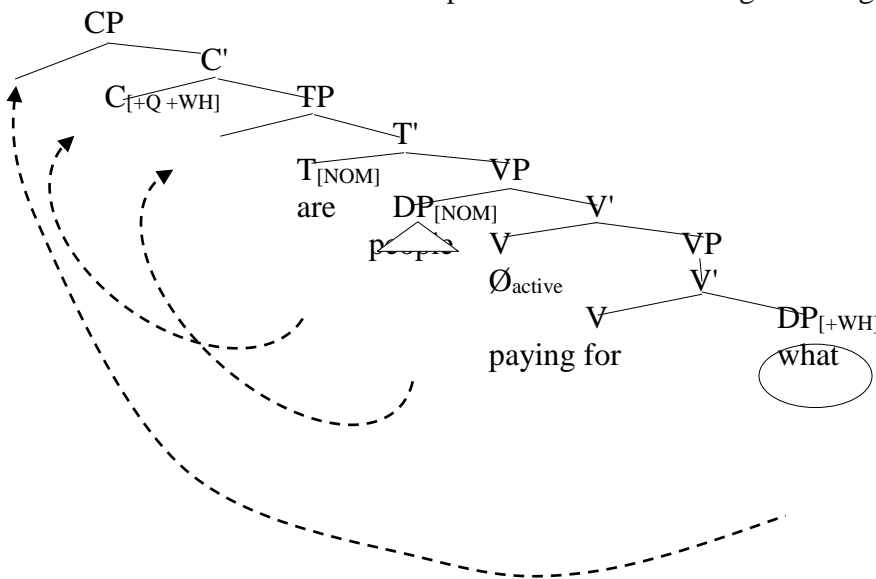 CP
C'
C[+Q +WH] TP
T'
T[NOM] VP
are DP[NOM] V'
people V VP
Øactive V'
V DP[+WH]
paying for what